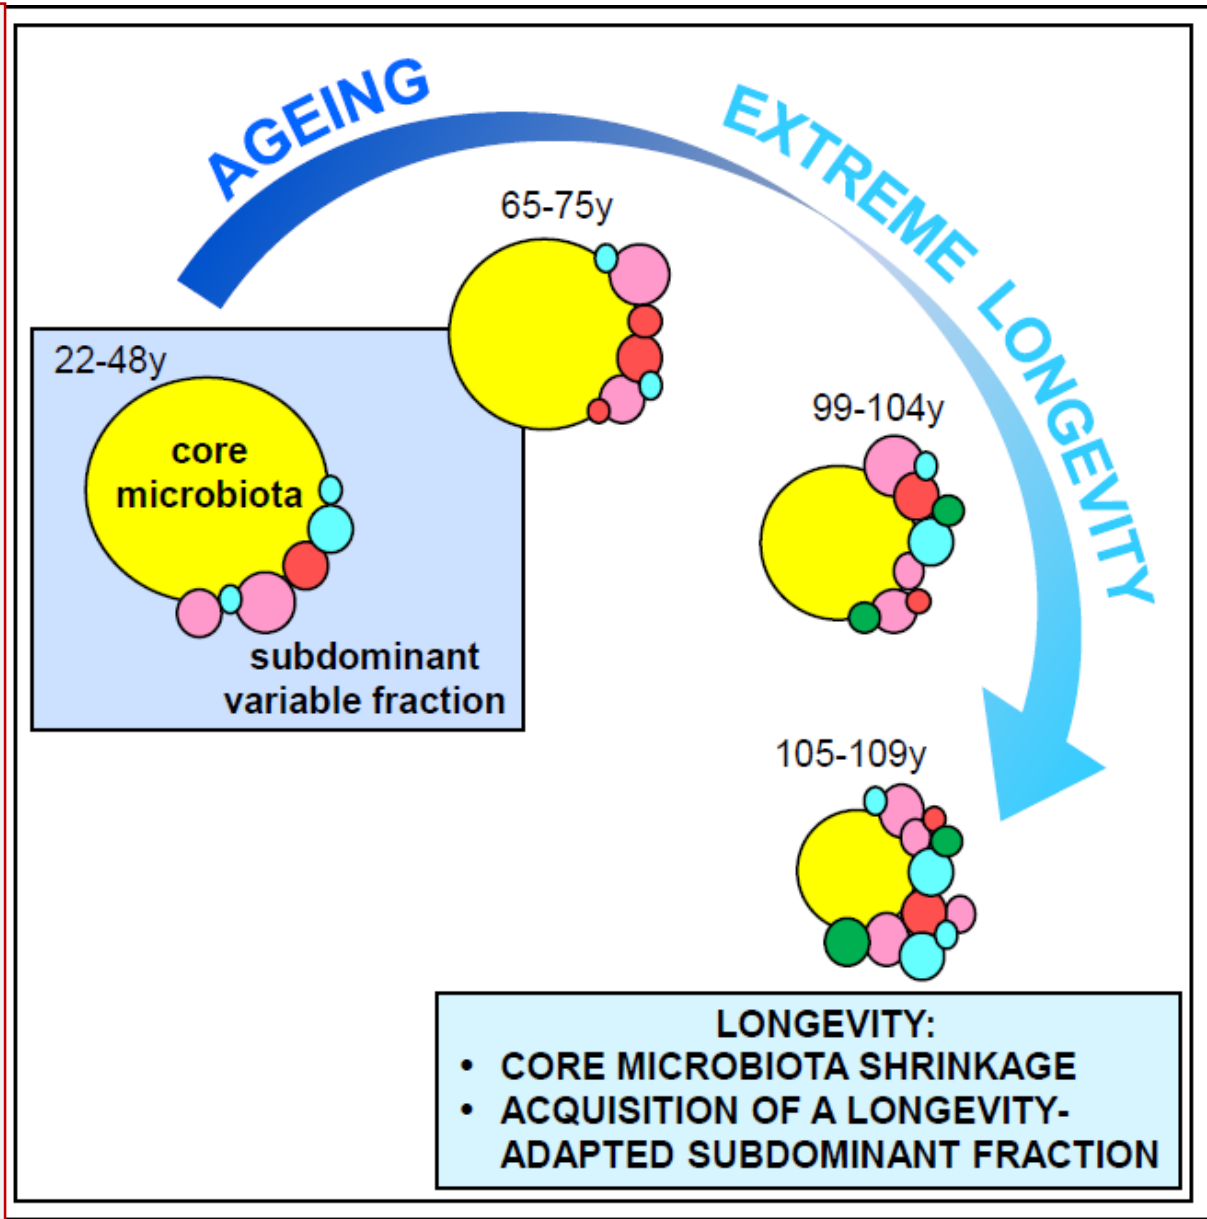 AGEING
EXTREME LONGEVITY
65-75y
22-48y
core
microbiota
subdominant
variable fraction
99-104y
105-109y
LONGEVITY:
• CORE MICROBIOTA SHRINKAGE
• ACQUISITION OF A LONGEVITY-
ADAPTED SUBDOMINANT FRACTION